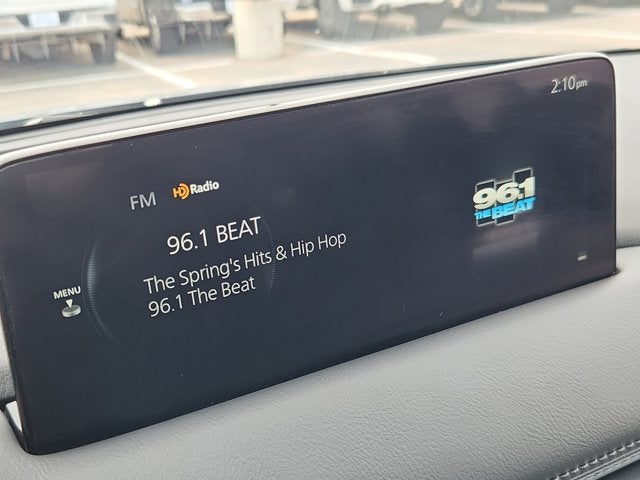 2:10pm
FM HD Radio
96.1 BEAT
The Spring's Hits & Hip Hop
96.1 The Beat
MENU
96.1
THE BEAT